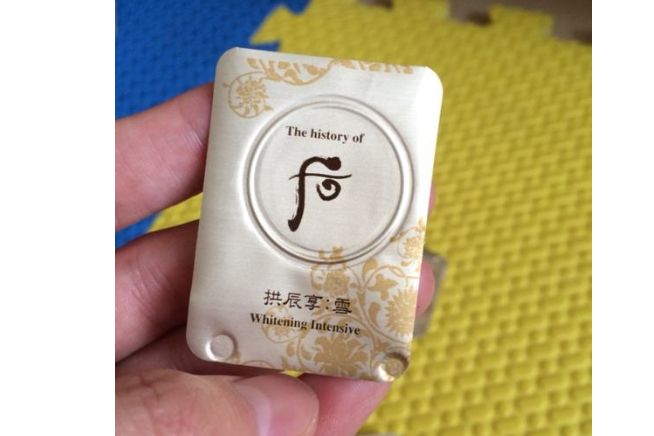 The history of
后
拱辰享:雪
Whitening Intensive